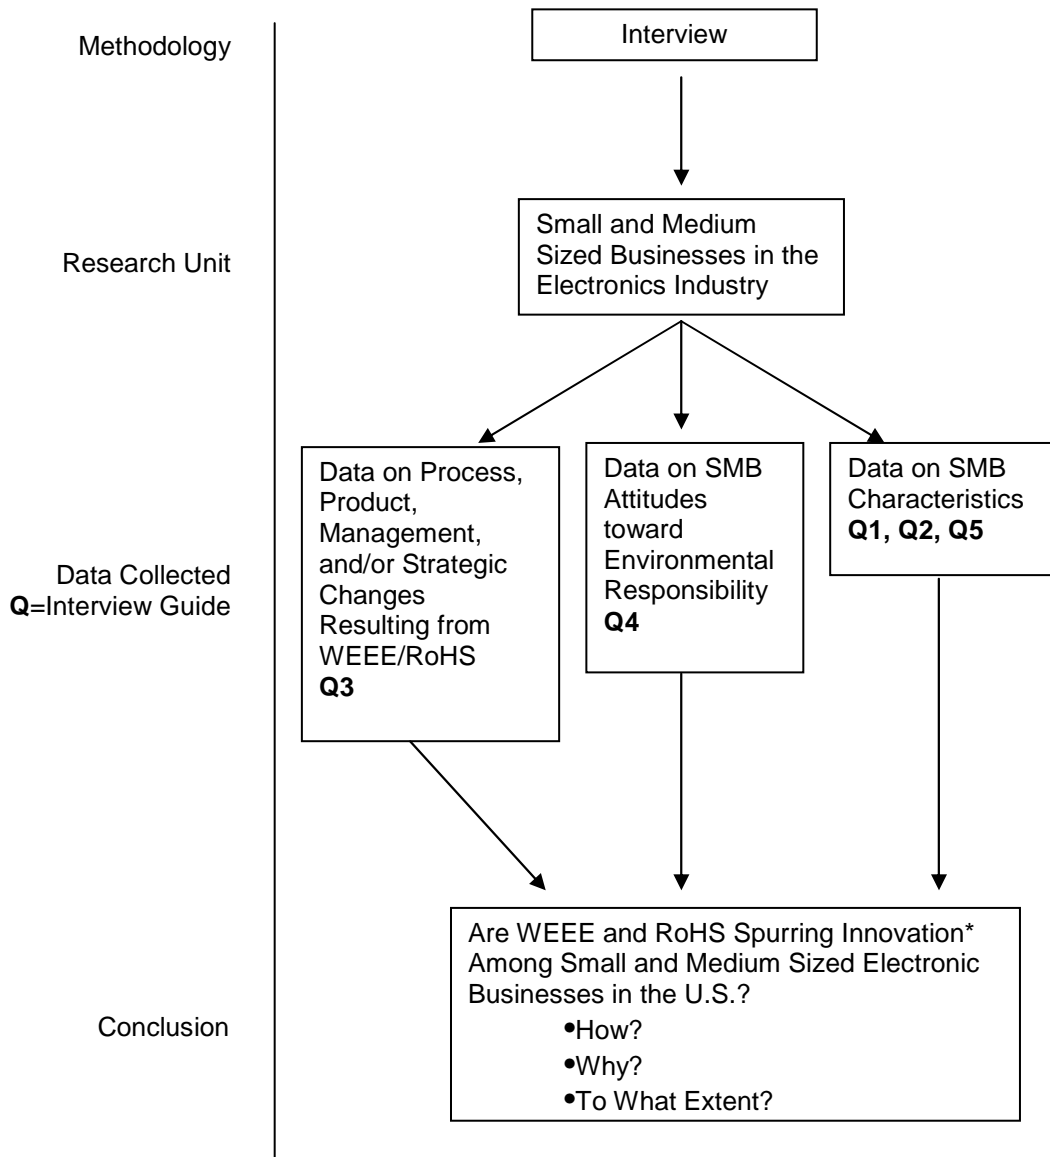 Methodology
Interview
Research Unit
Small and Medium
Sized Businesses in the
Electronics Industry
Data Collected
Q=Interview Guide
Data on Process,
Product,
Management,
and/or Strategic
Changes
Resulting from
WEEE/RoHS
Q3
Data on SMB
Attitudes
toward
Environmental
Responsibility
Q4
Data on SMB
Characteristics
Q1, Q2, Q5
Conclusion
Are WEEE and RoHS Spurring Innovation*
Among Small and Medium Sized Electronic
Businesses in the U.S.?
•How?
•Why?
•To What Extent?